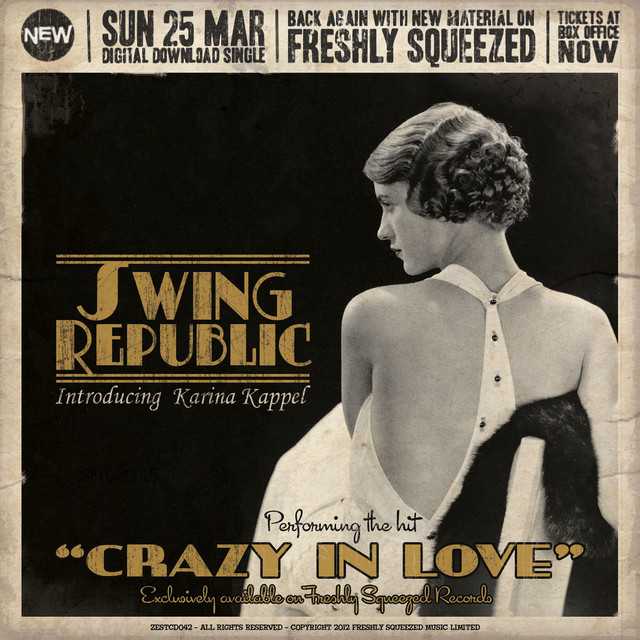 NEW
SUN 25 MAR
DIGITAL DOWNLOAD SINGLE
BACK AGAIN WITH NEW MATERIAL ON
FRESHLY SQUEEZED
TICKETS AT
BOX OFFICE
NOW
SWING
REPUBLIC
Introducing Karina Kappel
Performing the hit
"CRAZY IN LOVE"
Exclusively available on Freshly Squeezed Records
ZESTCD042 - ALL RIGHTS RESERVED - COPYRIGHT 2012 FRESHLY SQUEEZED MUSIC LIMITED